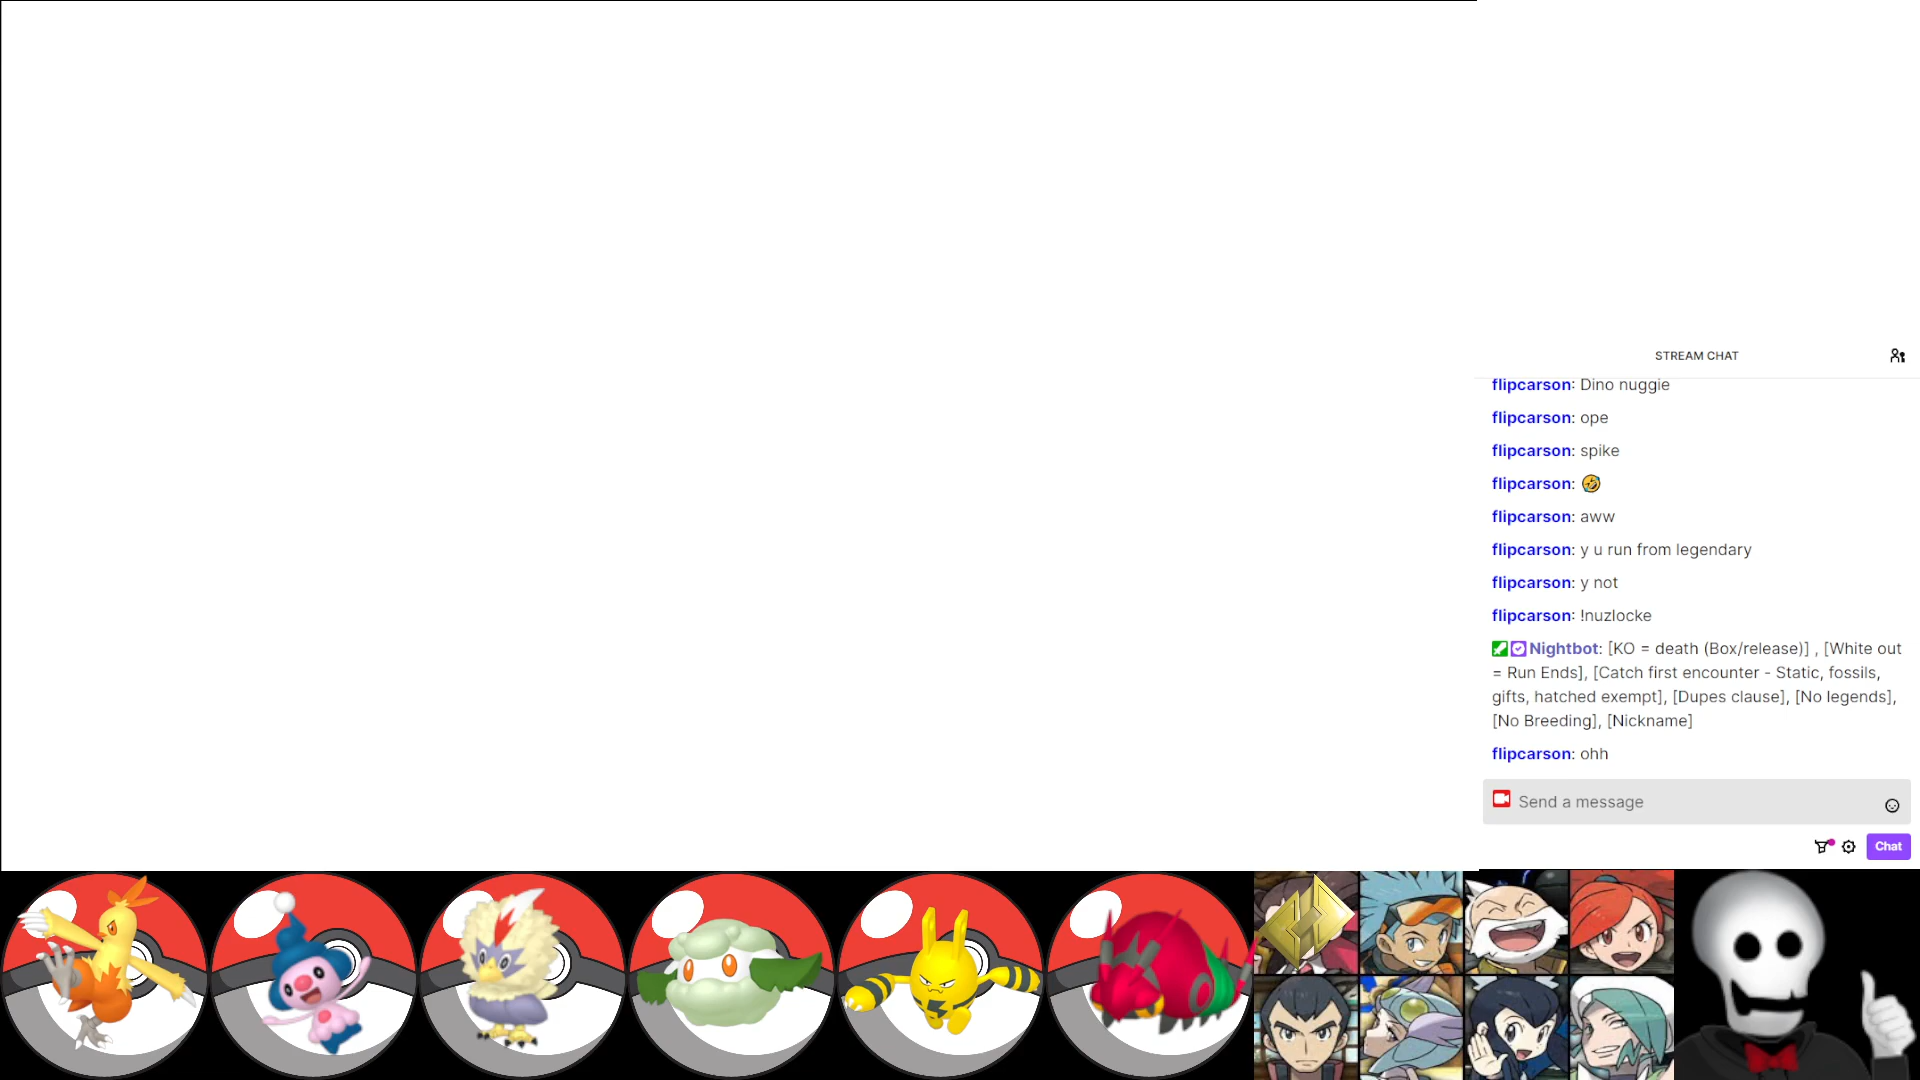 STREAM CHAT
flipcarson: Dino nuggie
flipcarson: ope
flipcarson: spike
flipcarson: 🤣
flipcarson: aww
flipcarson: y u run from legendary
flipcarson: y not
flipcarson: !nuzlocke
Nightbot: [KO = death (Box/release)] , [White out
= Run Ends], [Catch first encounter - Static, fossils,
gifts, hatched exempt], [Dupes clause], [No legends],
[No Breeding], [Nickname]
flipcarson: ohh
Send a message
Chat